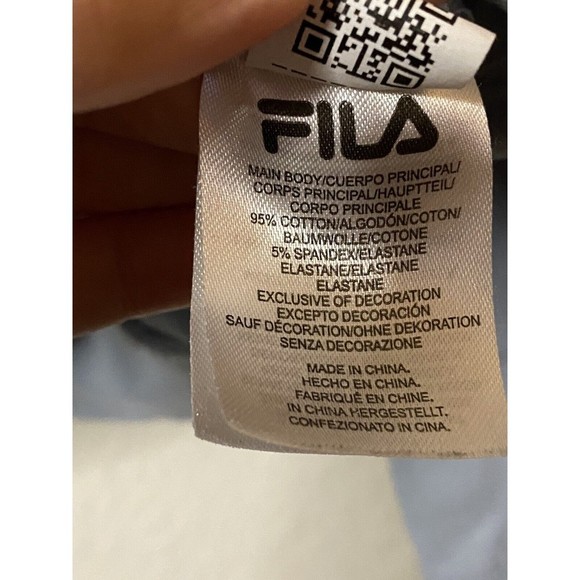 FILA
MAIN BODY/CUERPO PRINCIPAL/
CORPS PRINCIPAL/HAUPTTEIL/
CORPO PRINCIPALE
95% COTTON/ALGODÓN/COTON/
BAUMWOLLE/COTONE
5% SPANDEX/ELASTANE
ELASTANE/ELASTANE
ELASTANE
EXCLUSIVE OF DECORATION
EXCEPTO DECORACIÓN
SAUF DÉCORATION/OHNE DEKORATION
SENZA DECORAZIONE
MADE IN CHINA.
HECHO EN CHINA.
FABRIQUÉ EN CHINE.
IN CHINA HERGESTELLT.
CONFEZIONATO IN CINA.